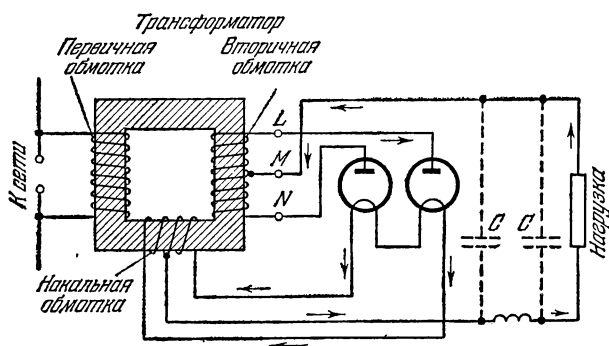 Трансформатор
Первичная
обмотка
Вторичная
обмотка
К сети
L
M
N
C
C
Нагрузка
Накальная
обмотка